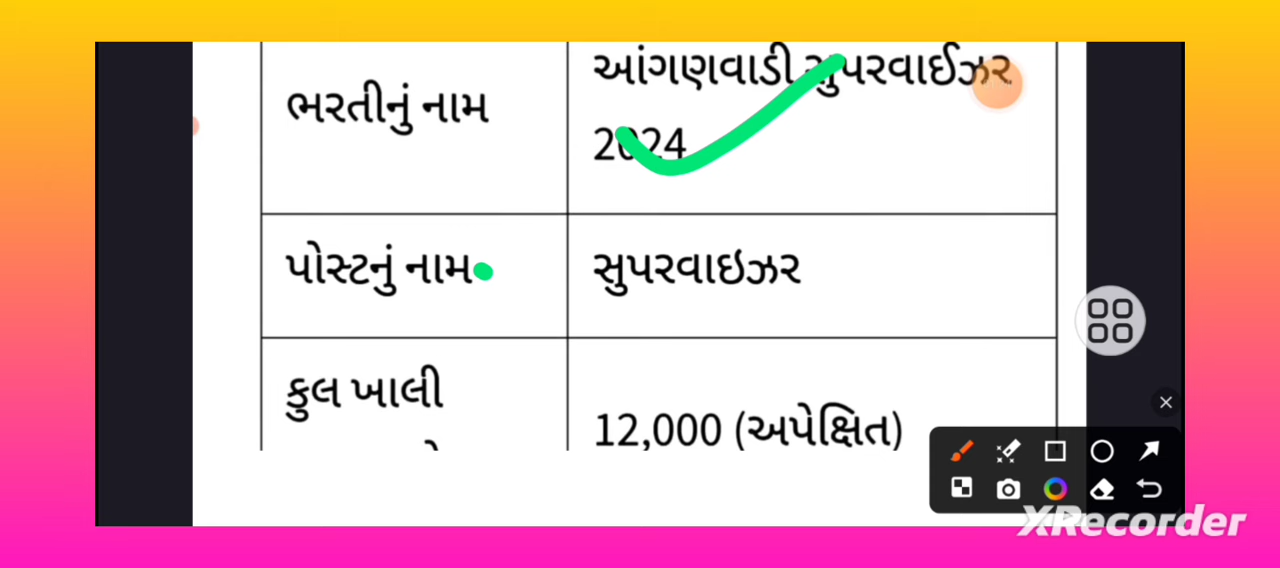 ભરતીનું નામ
આંગણવાડી સુપરવાઈઝર
2024
પોસ્ટનું નામ
સુપરવાઇઝર
કુલ ખાલી
12,000 (અપેક્ષિત)
XRecorder